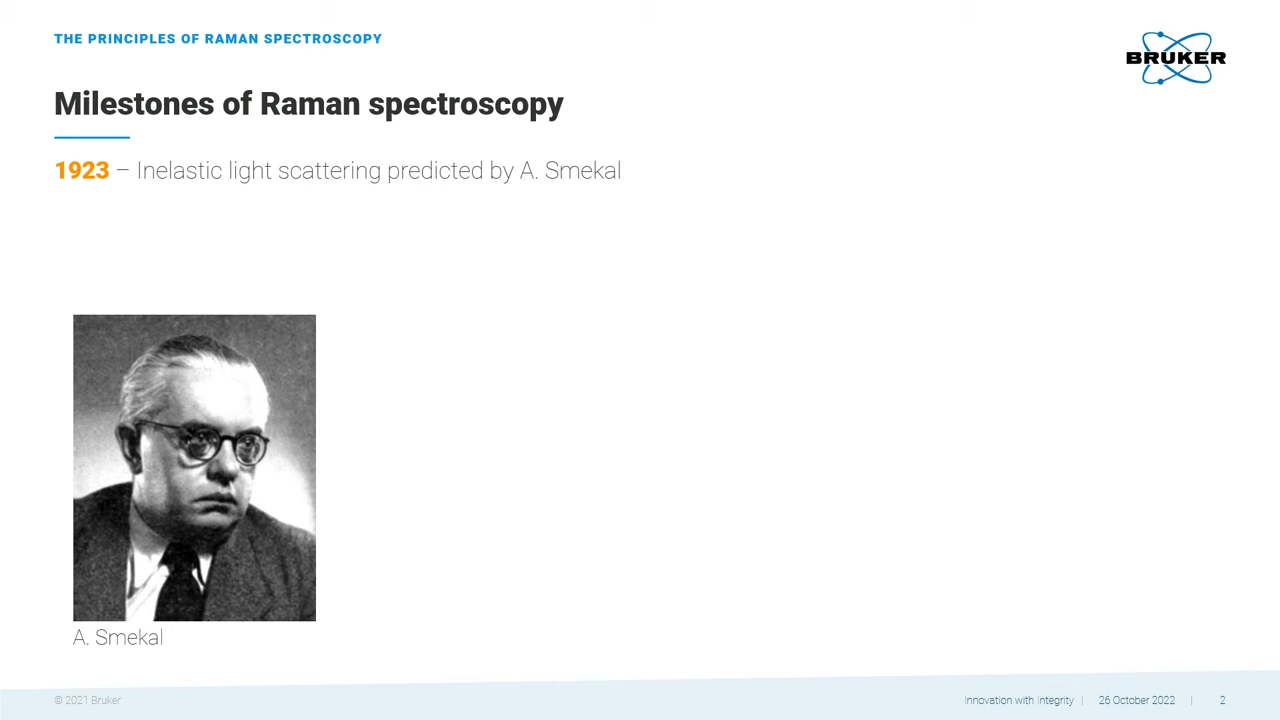 THE PRINCIPLES OF RAMAN SPECTROSCOPY
BRUKER
Milestones of Raman spectroscopy
1923 – Inelastic light scattering predicted by A. Smekal
A. Smekal
© 2021 Bruker
Innovation with Integrity | 26 October 2022 | 2